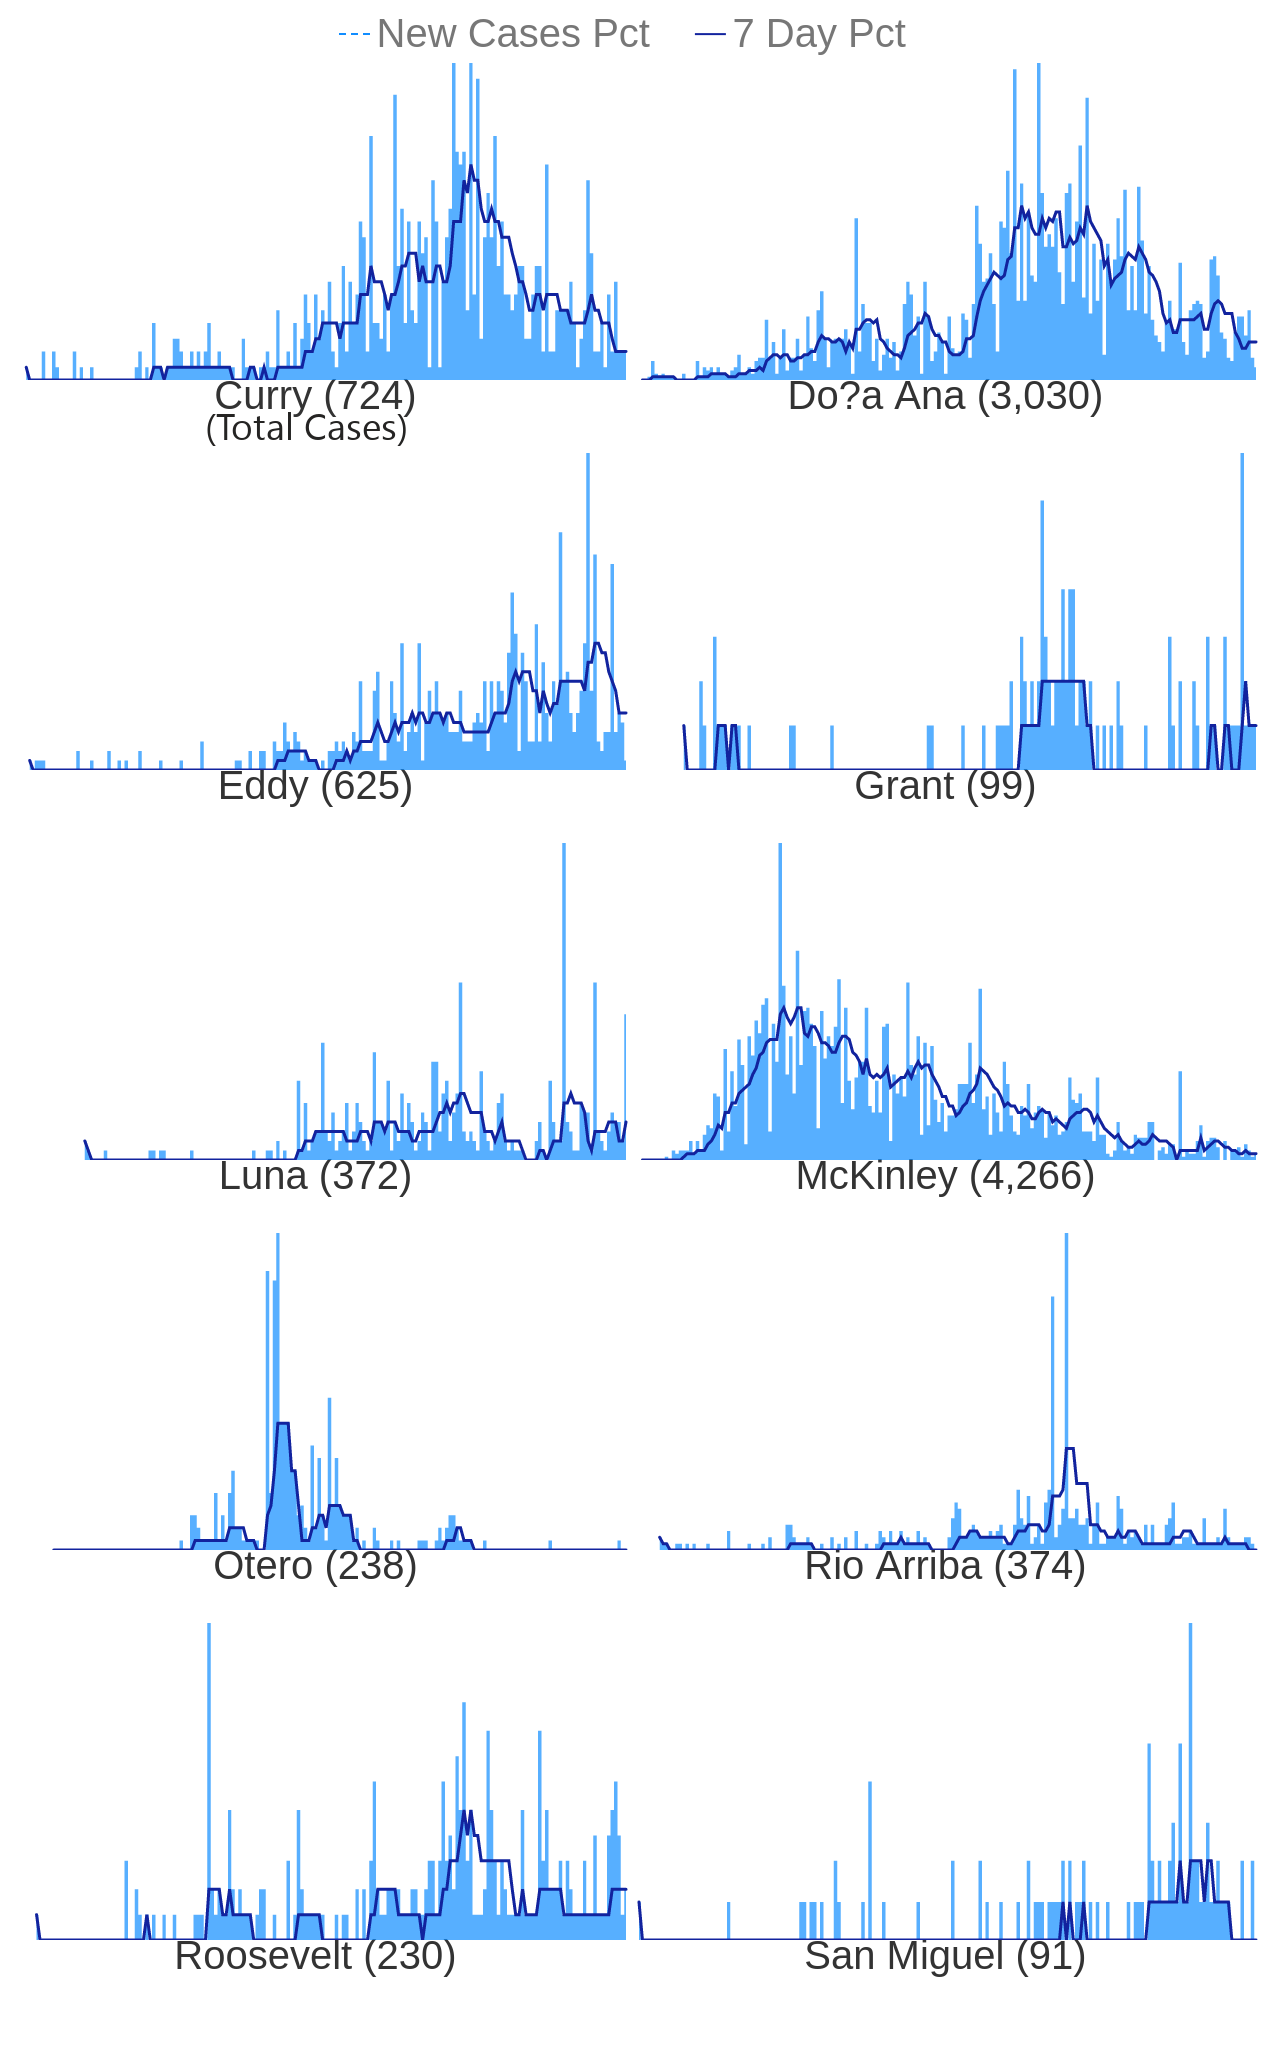 New Cases Pct 7 Day Pct
Curry (724) Do?a Ana (3,030)
(Total Cases)
Eddy (625) Grant (99)
Luna (372) McKinley (4,266)
Otero (238) Rio Arriba (374)
Roosevelt (230) San Miguel (91)